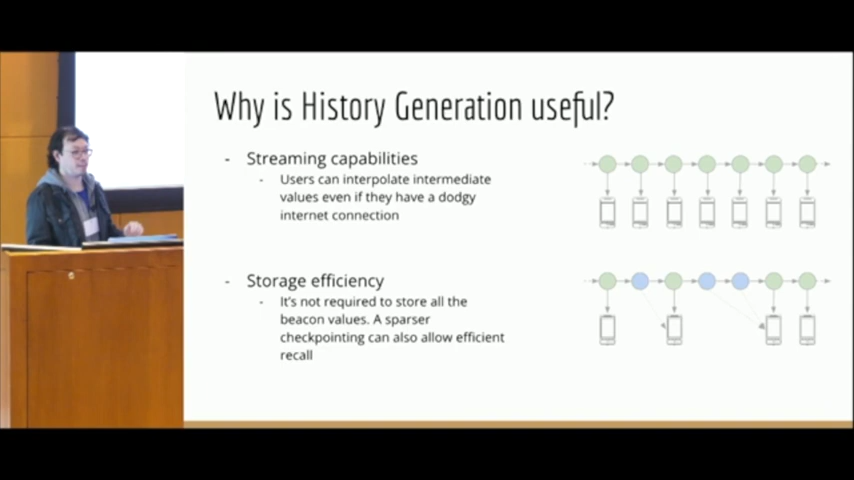 Why is History Generation useful?
- Streaming capabilities
- Users can interpolate intermediate
values even if they have a dodgy
internet connection
- Storage efficiency
- It's not required to store all the
beacon values. A sparser
checkpointing can also allow efficient
recall